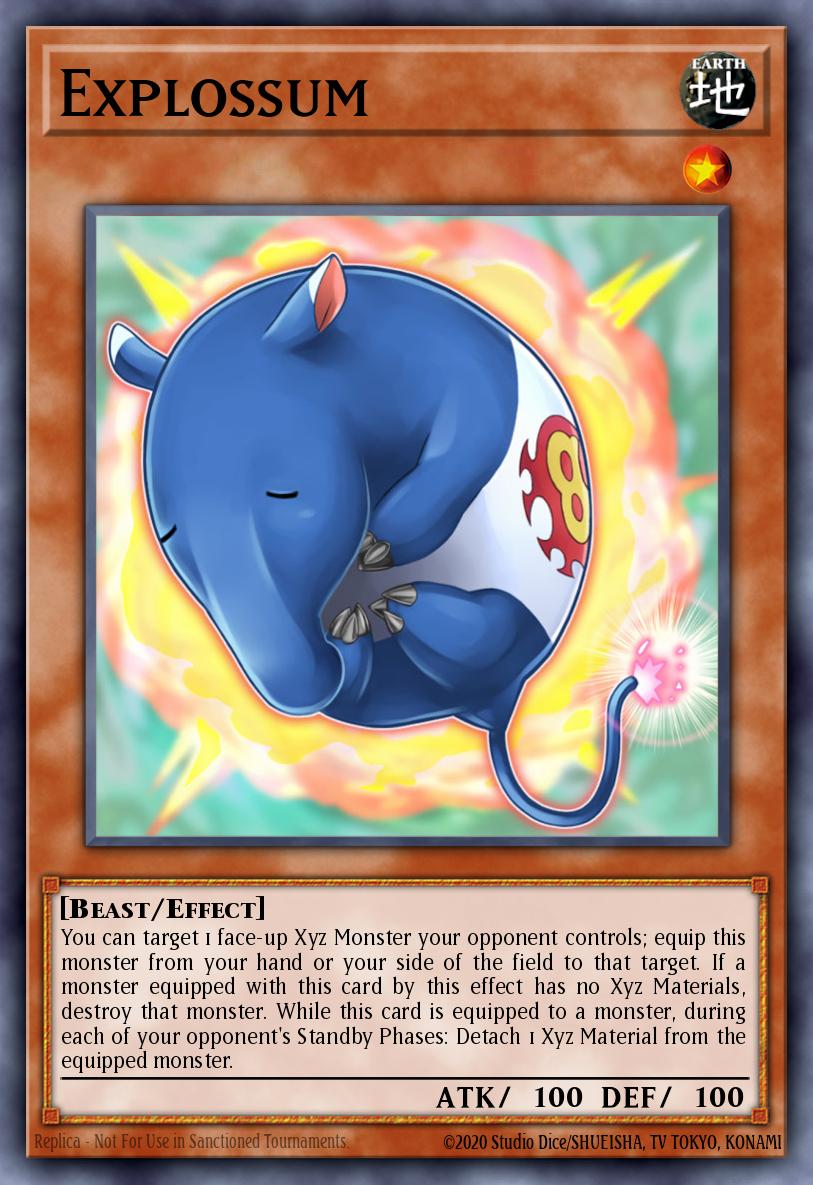 Explossum
EARTH
地
8
[Beast/Effect]
You can target 1 face-up Xyz Monster your opponent controls; equip this
monster from your hand or your side of the field to that target. If a
monster equipped with this card by this effect has no Xyz Materials,
destroy that monster. While this card is equipped to a monster, during
each of your opponent's Standby Phases: Detach 1 Xyz Material from the
equipped monster.
ATK/ 100 DEF/ 100
Replica - Not For Use in Sanctioned Tournaments. ©2020 Studio Dice/SHUEISHA, TV TOKYO, KONAMI